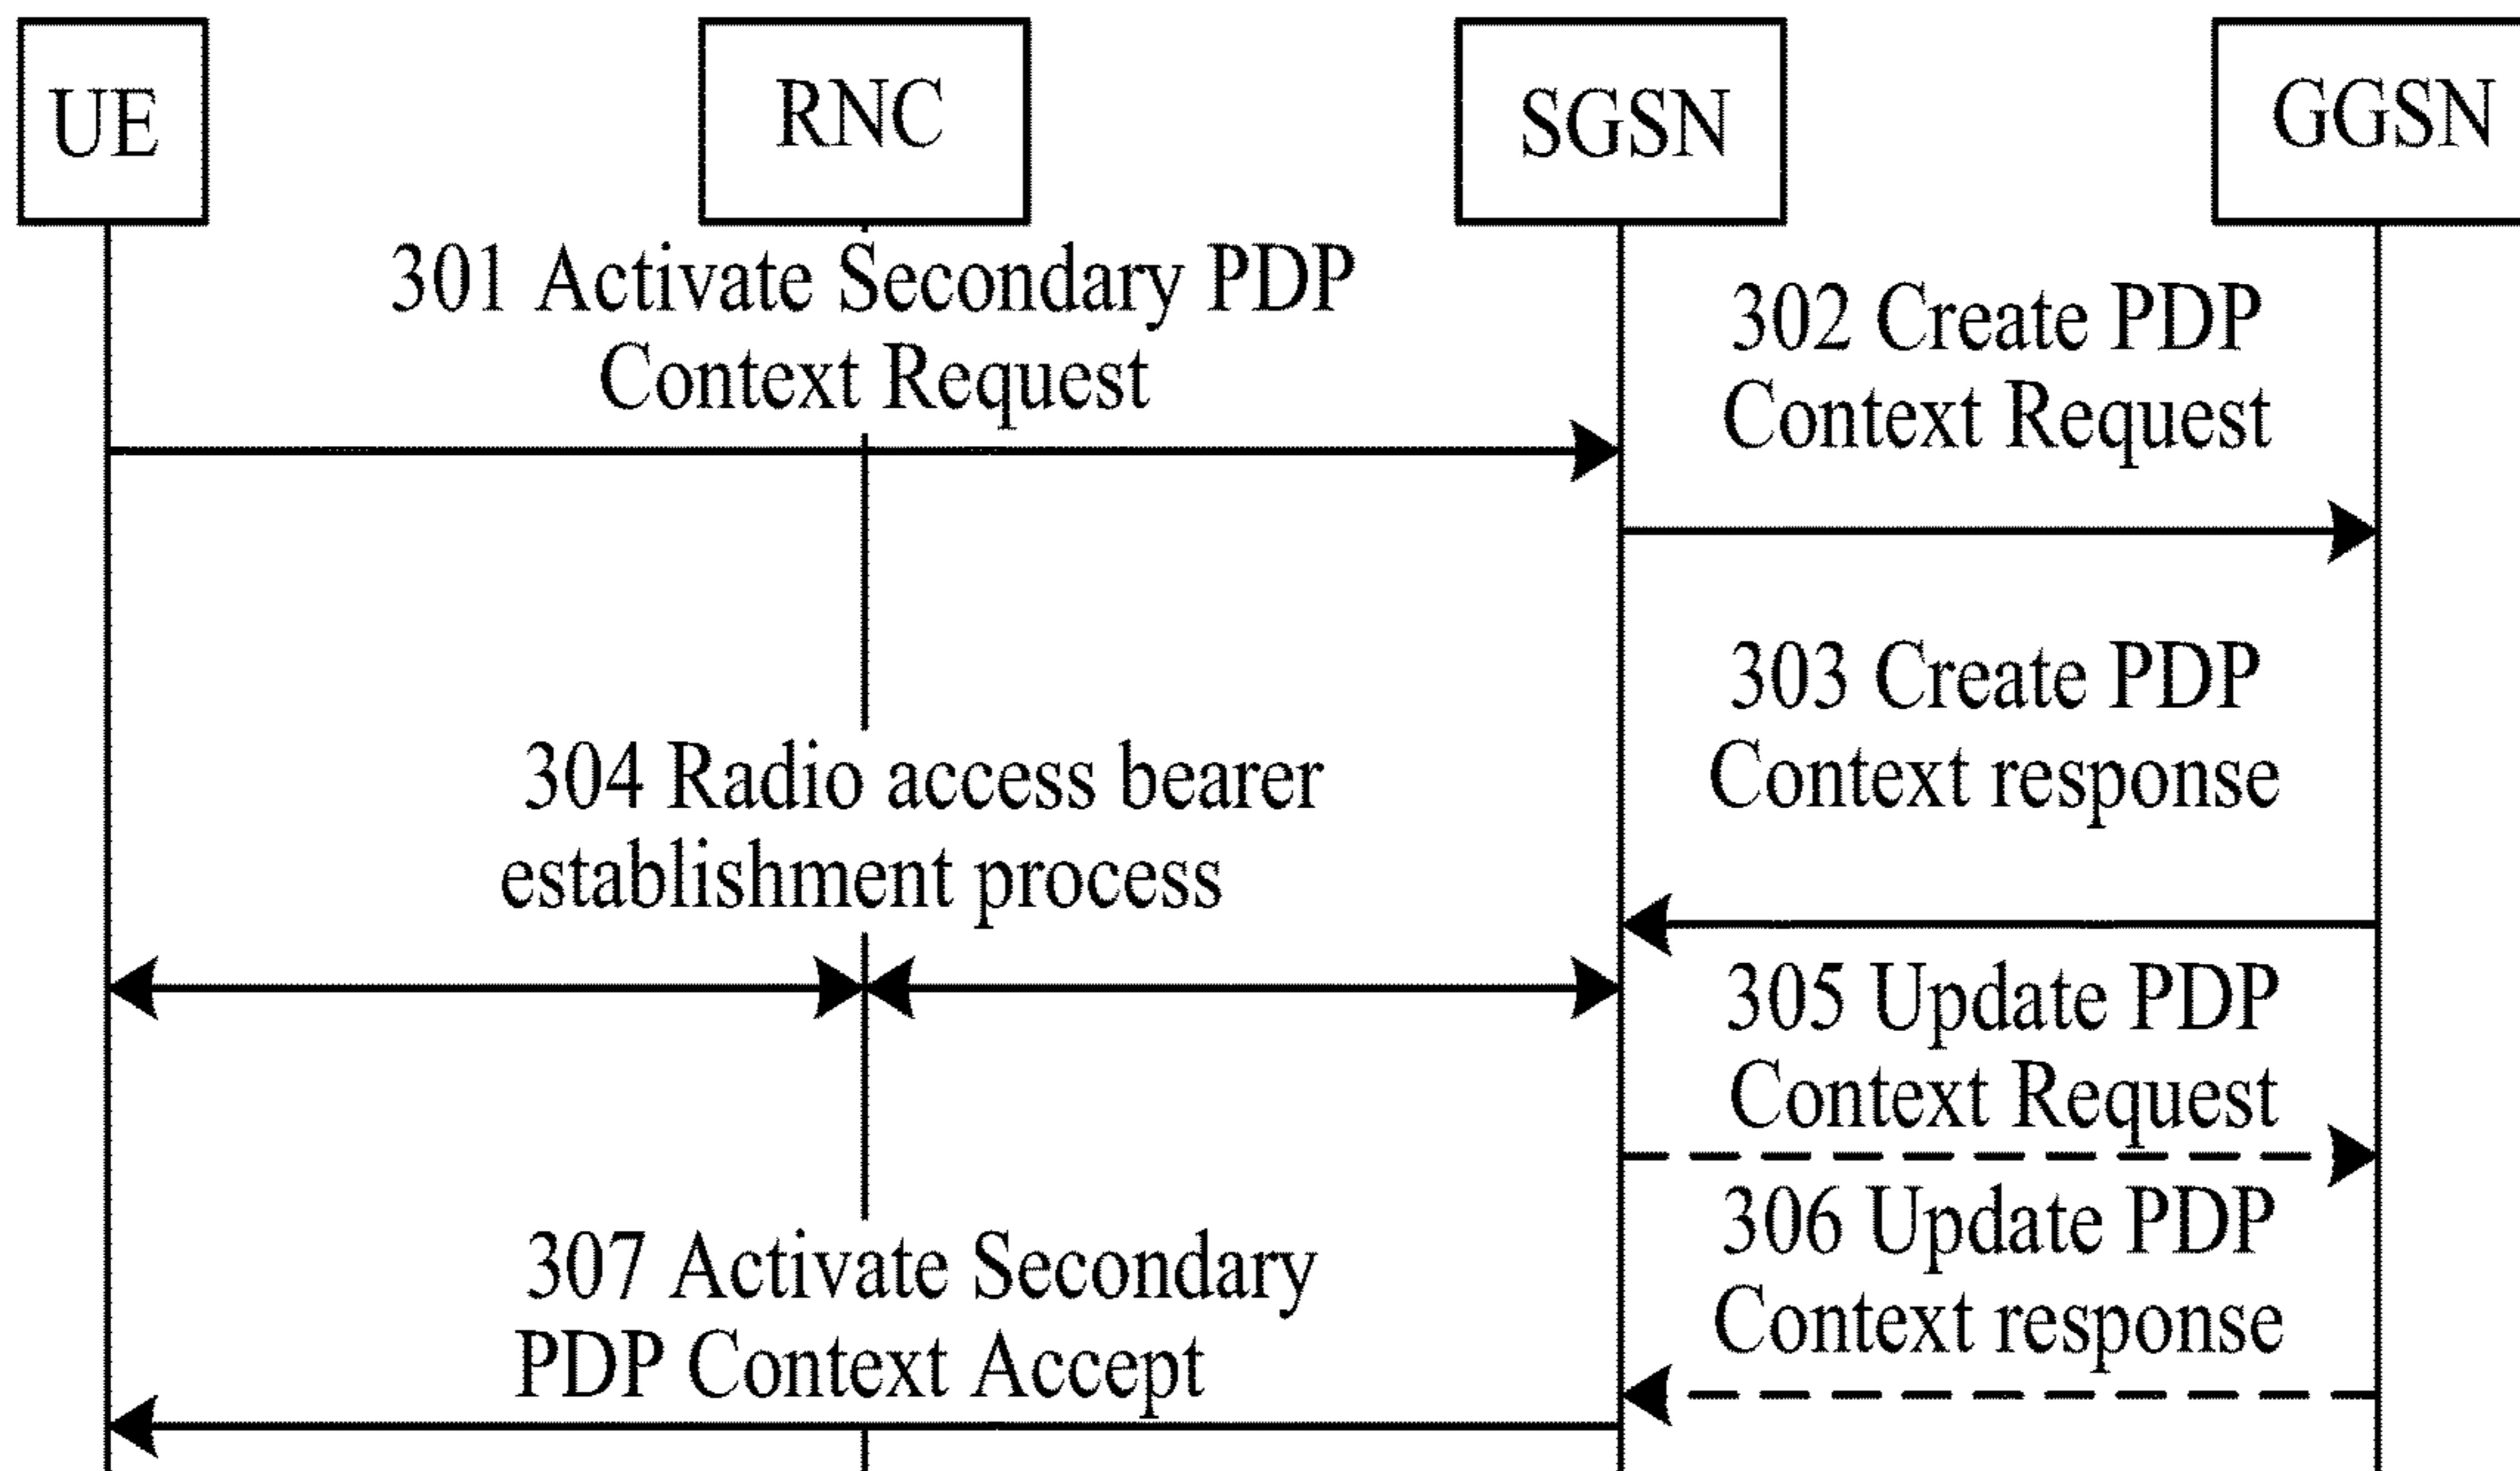 UE
RNC
SGSN
GGSN
301 Activate Secondary PDP
Context Request
302 Create PDP
Context Request
303 Create PDP
Context response
304 Radio access bearer
establishment process
305 Update PDP
Context Request
306 Update PDP
Context response
307 Activate Secondary
PDP Context Accept